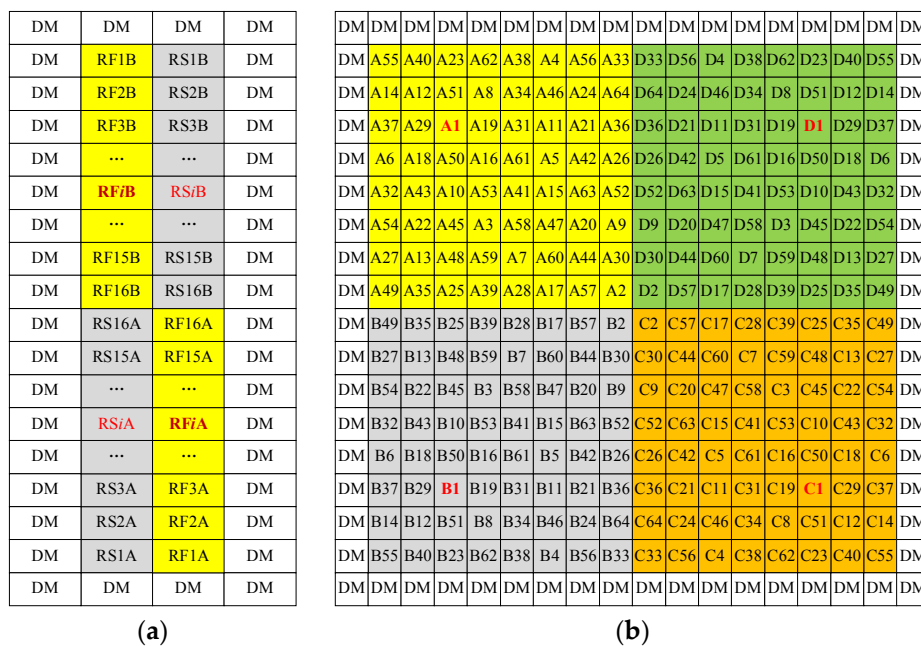 DM DM DM DM
DM RF1B RS1B DM
DM RF2B RS2B DM
DM RF3B RS3B DM
DM ... ... DM
DM RFiB RSiB DM
DM ... ... DM
DM RF15B RS15B DM
DM RF16B RS16B DM
DM RS16A RF16A DM
DM RS15A RF15A DM
DM ... ... DM
DM RSiA RFiA DM
DM ... ... DM
DM RS3A RF3A DM
DM RS2A RF2A DM
DM RS1A RF1A DM
DM DM DM DM
(a)
DM DM DM DM DM DM DM DM DM DM DM DM DM DM DM DM DM DM
DM A55 A40 A23 A62 A38 A4 A56 A33 D33 D56 D4 D38 D62 D23 D40 D55 DM
DM A14 A12 A51 A8 A34 A46 A24 A64 D64 D24 D46 D34 D8 D51 D12 D14 DM
DM A37 A29 A1 A19 A31 A11 A21 A36 D36 D21 D11 D31 D19 D1 D29 D37 DM
DM A6 A18 A50 A16 A61 A5 A42 A26 D26 D42 D5 D61 D16 D50 D18 D6 DM
DM A32 A43 A10 A53 A41 A15 A63 A52 D52 D63 D15 D41 D53 D10 D43 D32 DM
DM A54 A22 A45 A3 A58 A47 A20 A9 D9 D20 D47 D58 D3 D45 D22 D54 DM
DM A27 A13 A48 A59 A7 A60 A44 A30 D30 D44 D60 D7 D59 D48 D13 D27 DM
DM A49 A35 A25 A39 A28 A17 A57 A2 D2 D57 D17 D28 D39 D25 D35 D49 DM
DM B49 B35 B25 B39 B28 B17 B57 B2 C2 C57 C17 C28 C39 C25 C35 C49 DM
DM B27 B13 B48 B59 B7 B60 B44 B30 C30 C44 C60 C7 C59 C48 C13 C27 DM
DM B54 B22 B45 B3 B58 B47 B20 B9 C9 C20 C47 C58 C3 C45 C22 C54 DM
DM B32 B43 B10 B53 B41 B15 B63 B52 C52 C63 C15 C41 C53 C10 C43 C32 DM
DM B6 B18 B50 B16 B61 B5 B42 B26 C26 C42 C5 C61 C16 C50 C18 C6 DM
DM B37 B29 B1 B19 B31 B11 B21 B36 C36 C21 C11 C31 C19 C1 C29 C37 DM
DM B14 B12 B51 B8 B34 B46 B24 B64 C64 C24 C46 C34 C8 C51 C12 C14 DM
DM B55 B40 B23 B62 B38 B4 B56 B33 C33 C56 C4 C38 C62 C23 C40 C55 DM
DM DM DM DM DM DM DM DM DM DM DM DM DM DM DM DM DM DM
(b)